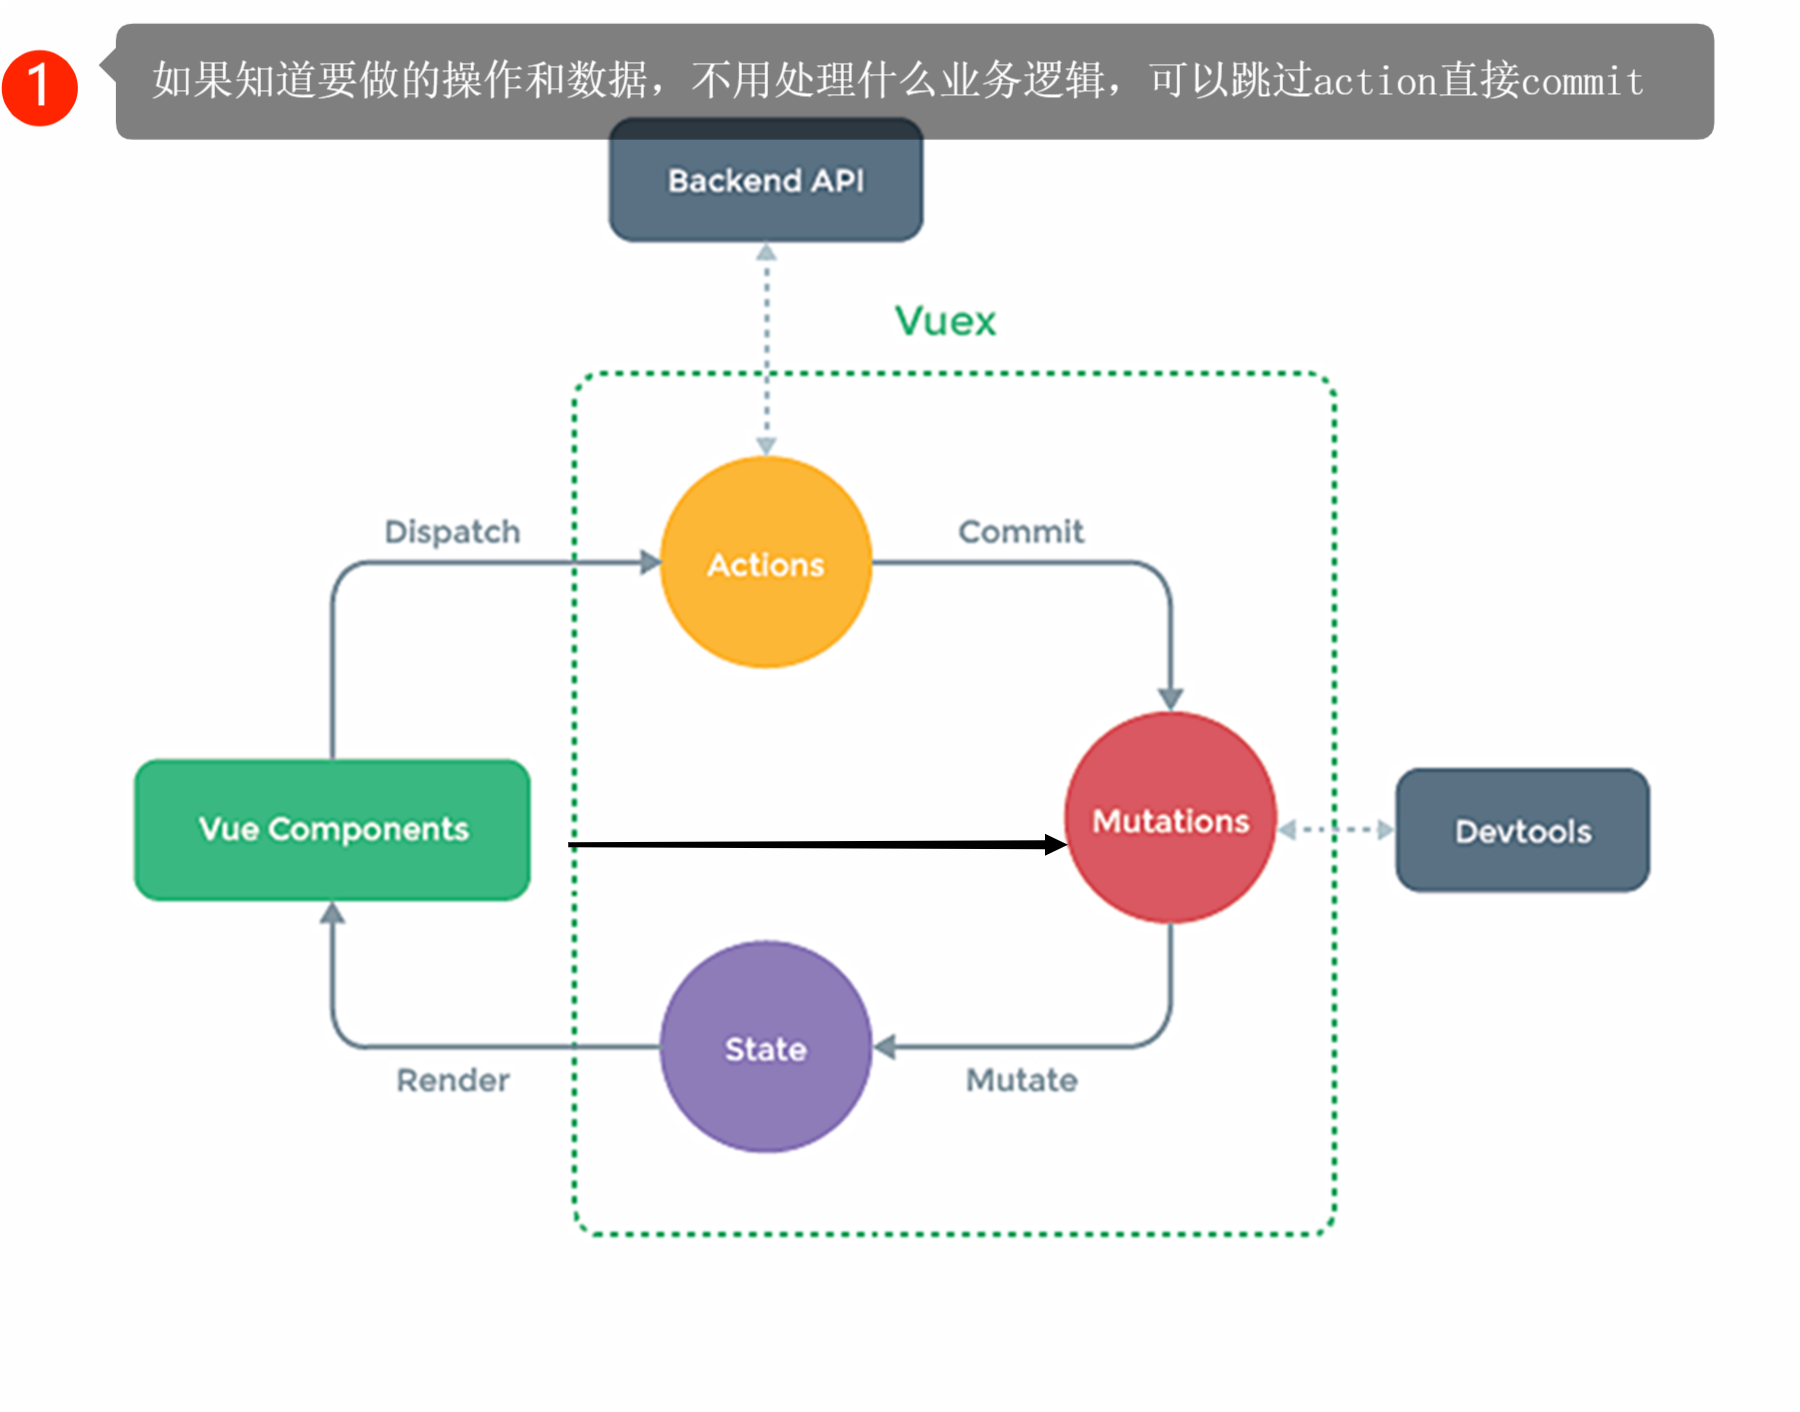 1
如果知道要做的操作和数据，不用处理什么业务逻辑，可以跳过action直接commit
Backend API
Vuex
Dispatch
Commit
Actions
Vue Components
Mutations
Devtools
State
Render
Mutate